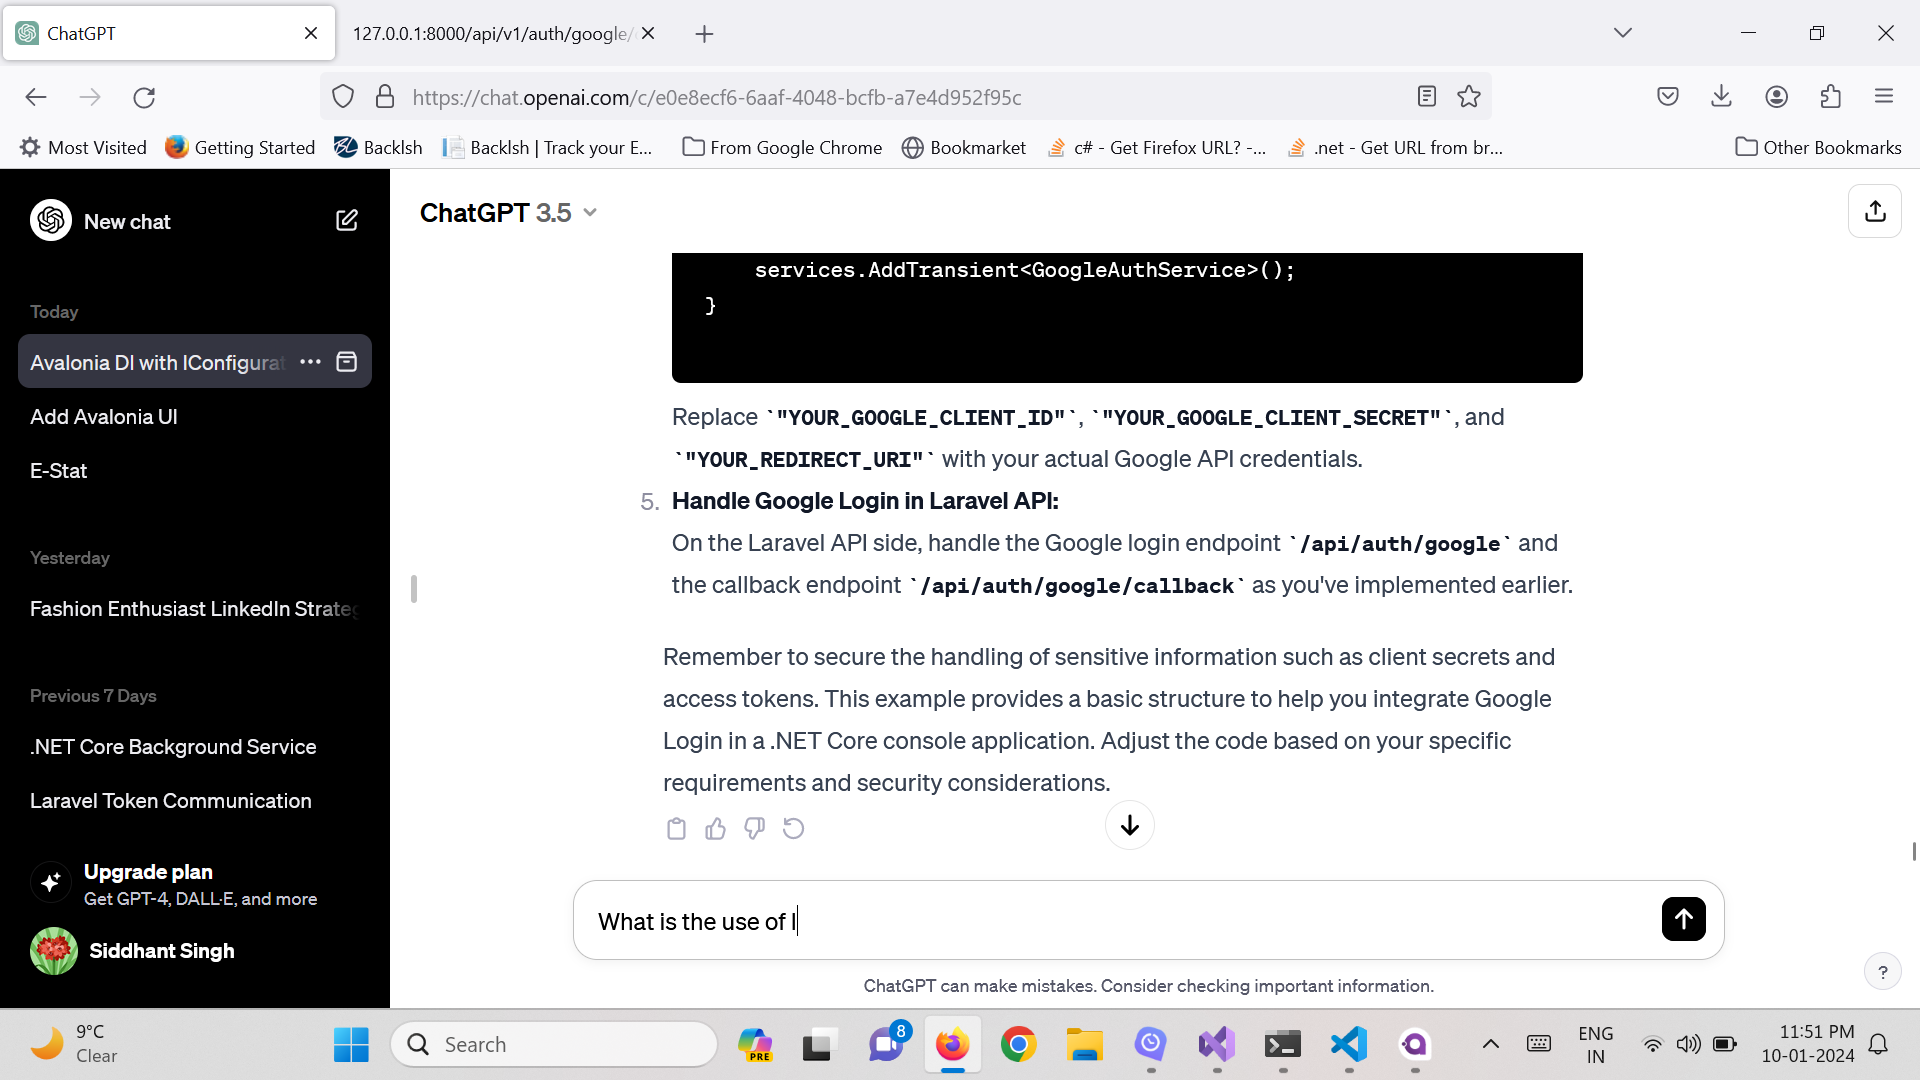 ChatGPT
127.0.0.1:8000/api/v1/auth/google/
https://chat.openai.com/c/e0e8ecf6-6aaf-4048-bcfb-a7e4d952f95c
Most Visited
Getting Started
Backlsh
Backlsh | Track your E...
From Google Chrome
Bookmarket
c# - Get Firefox URL? -...
.net - Get URL from br...
Other Bookmarks
New chat
Today
Avalonia DI with IConfigurat
Add Avalonia UI
E-Stat
Yesterday
Fashion Enthusiast LinkedIn Strateg
Previous 7 Days
.NET Core Background Service
Laravel Token Communication
Upgrade plan
Get GPT-4, DALL·E, and more
Siddhant Singh
ChatGPT 3.5
services.AddTransient<GoogleAuthService>();
}
Replace `"YOUR_GOOGLE_CLIENT_ID"`, `"YOUR_GOOGLE_CLIENT_SECRET"`, and
`"YOUR_REDIRECT_URI"` with your actual Google API credentials.
5. Handle Google Login in Laravel API:
On the Laravel API side, handle the Google login endpoint `/api/auth/google` and
the callback endpoint `/api/auth/google/callback` as you've implemented earlier.
Remember to secure the handling of sensitive information such as client secrets and
access tokens. This example provides a basic structure to help you integrate Google
Login in a .NET Core console application. Adjust the code based on your specific
requirements and security considerations.
What is the use of I
ChatGPT can make mistakes. Consider checking important information.
?
9°C
Clear
Search
PRE
8
ENG
IN
11:51 PM
10-01-2024